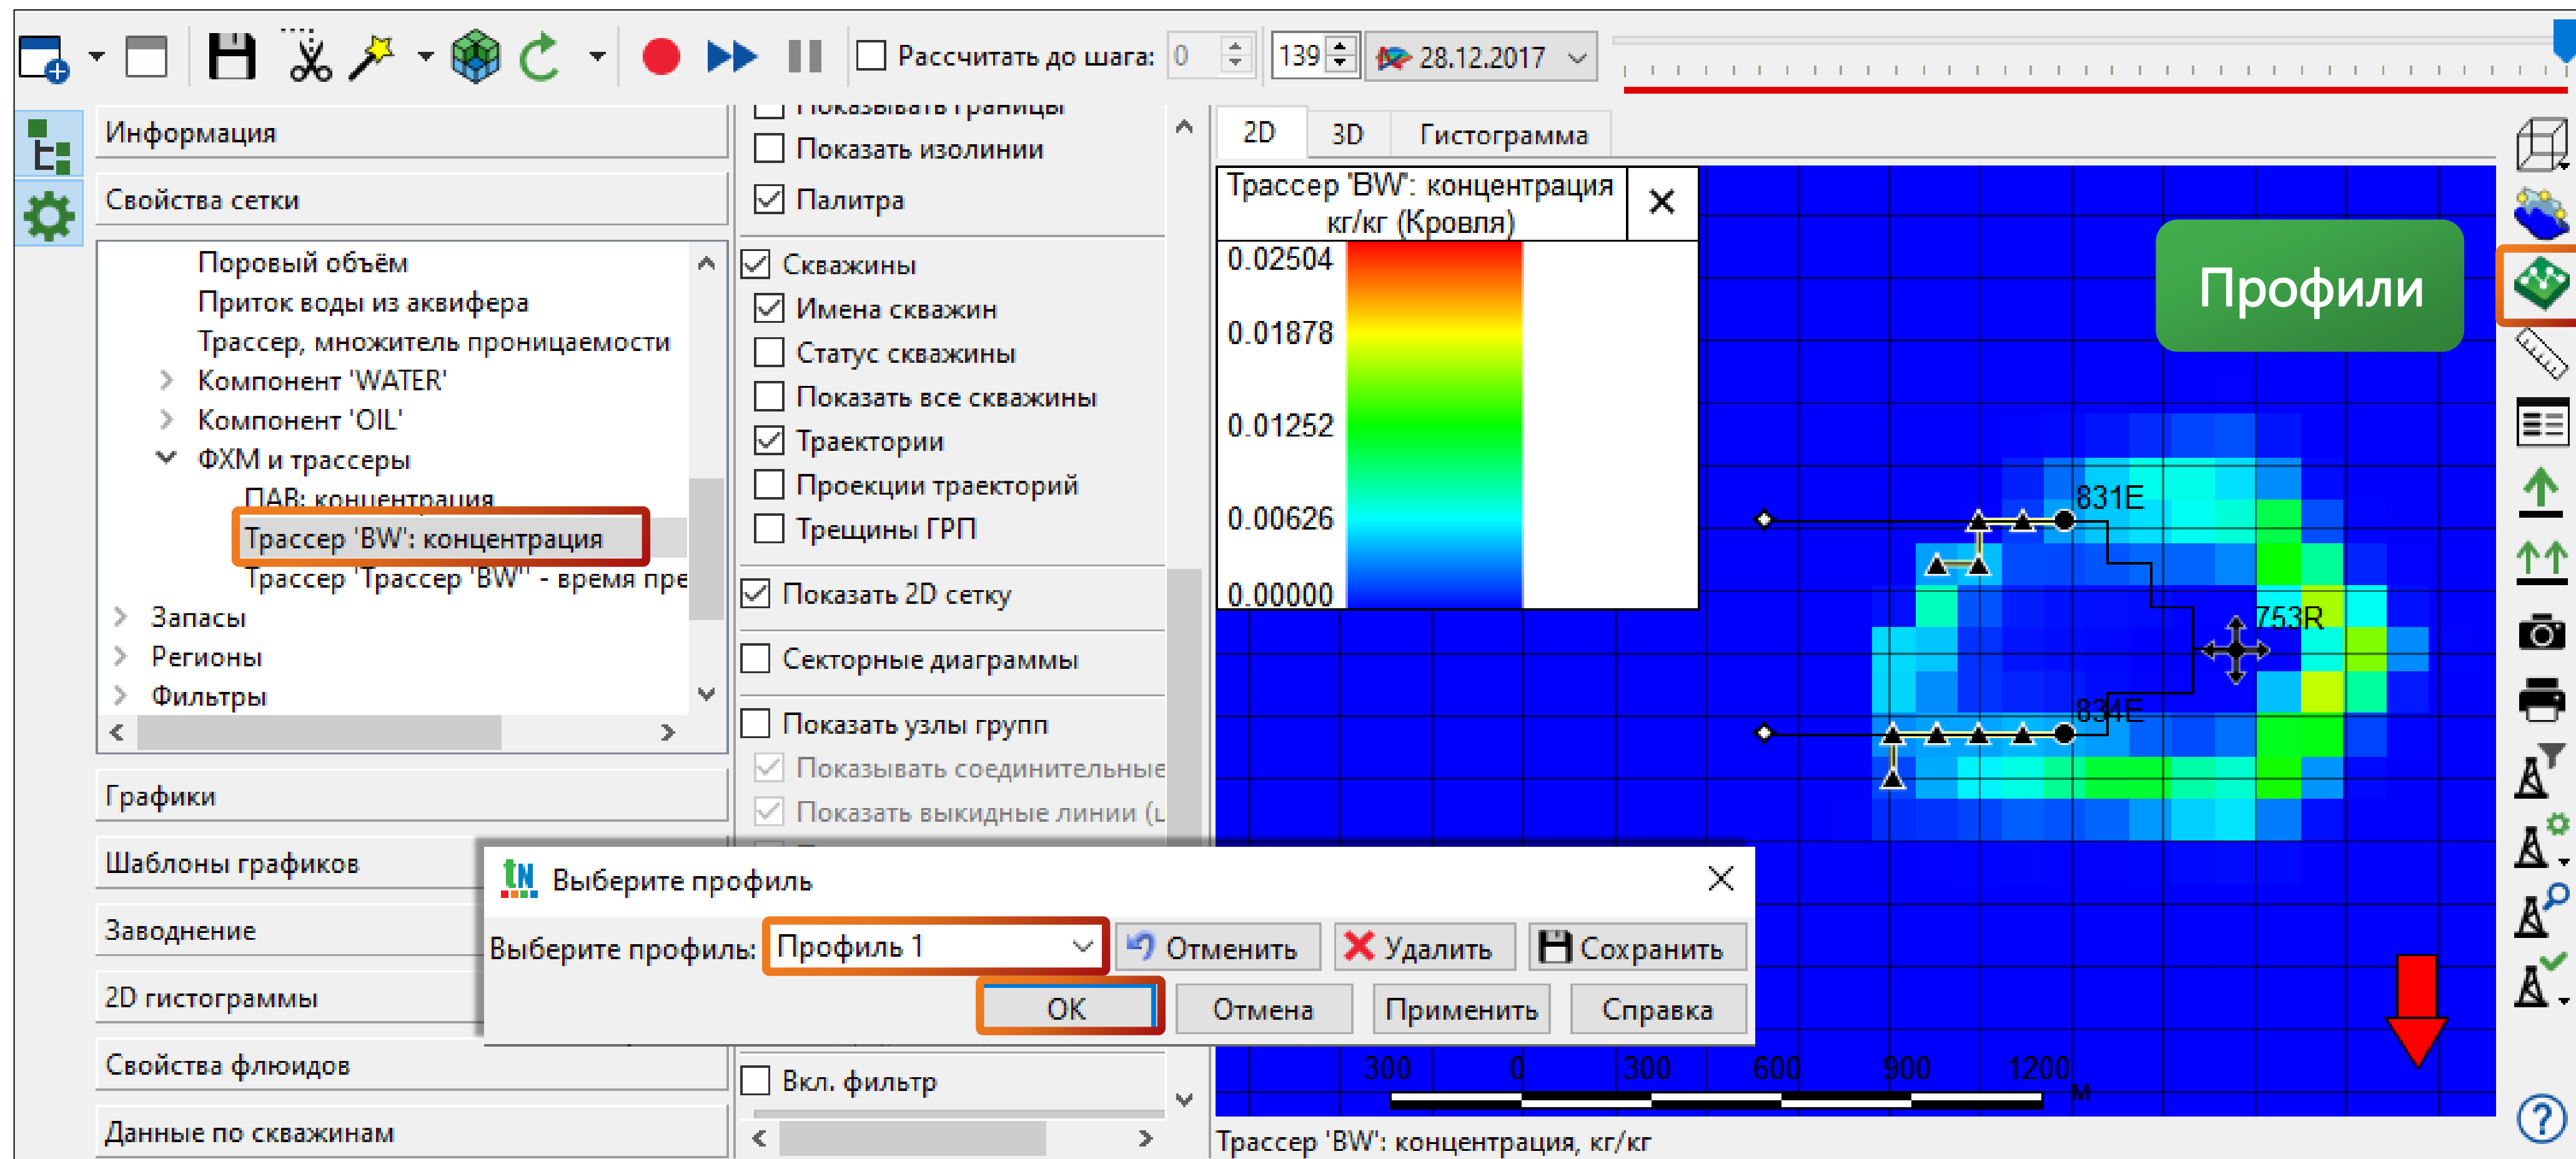 Рассчитать до шага: 0 139 28.12.2017
Информация
Свойства сетки
Поровый объём
Приток воды из аквифера
Трассер, множитель проницаемости
Компонент 'WATER'
Компонент 'OIL'
ФХМ и трассеры
ПАВ: концентрация
Трассер 'BW': концентрация
Трассер 'Трассер 'BW'' - время пре
Запасы
Регионы
Фильтры
Графики
Шаблоны графиков
Заводнение
2D гистограммы
Свойства флюидов
Данные по скважинам
Показывать границы
Показать изолинии
Палитра
Скважины
Имена скважин
Статус скважины
Показать все скважины
Траектории
Проекции траекторий
Трещины ГРП
Показать 2D сетку
Секторные диаграммы
Показать узлы групп
Показывать соединительные
Показать выкидные линии (ц
Вкл. фильтр
2D 3D Гистограмма
Трассер 'BW': концентрация
кг/кг (Кровля)
0.02504
0.01878
0.01252
0.00626
0.00000
Профили
831E
753R
834E
300 0 300 600 900 1200
м
Трассер 'BW': концентрация, кг/кг
tN Выберите профиль
Выберите профиль: Профиль 1 Отменить Удалить Сохранить
ОК Отмена Применить Справка